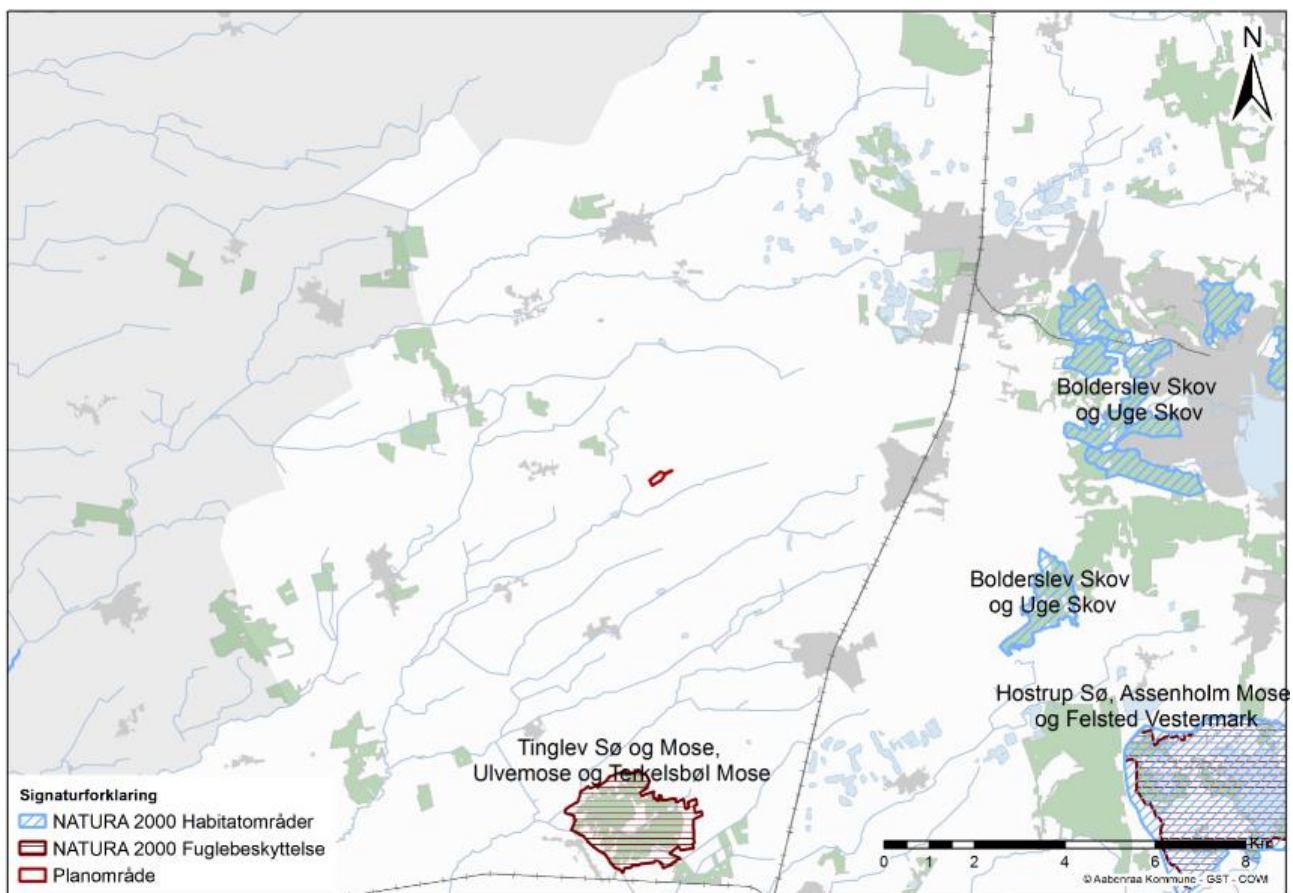 N
Bolderslev Skov
og Uge Skov
Bolderslev Skov
og Uge Skov
Hostrup Sø, Assenholm Mose
og Felsted Vestermark
Tinglev Sø og Mose,
Ulvemose og Terkelsbøl Mose
Signaturforklaring
NATURA 2000 Habitatområder
NATURA 2000 Fuglebeskyttelse
Planområde
Km
0 2 4 6 8
© Aabenraa Kommune - GST - COWI